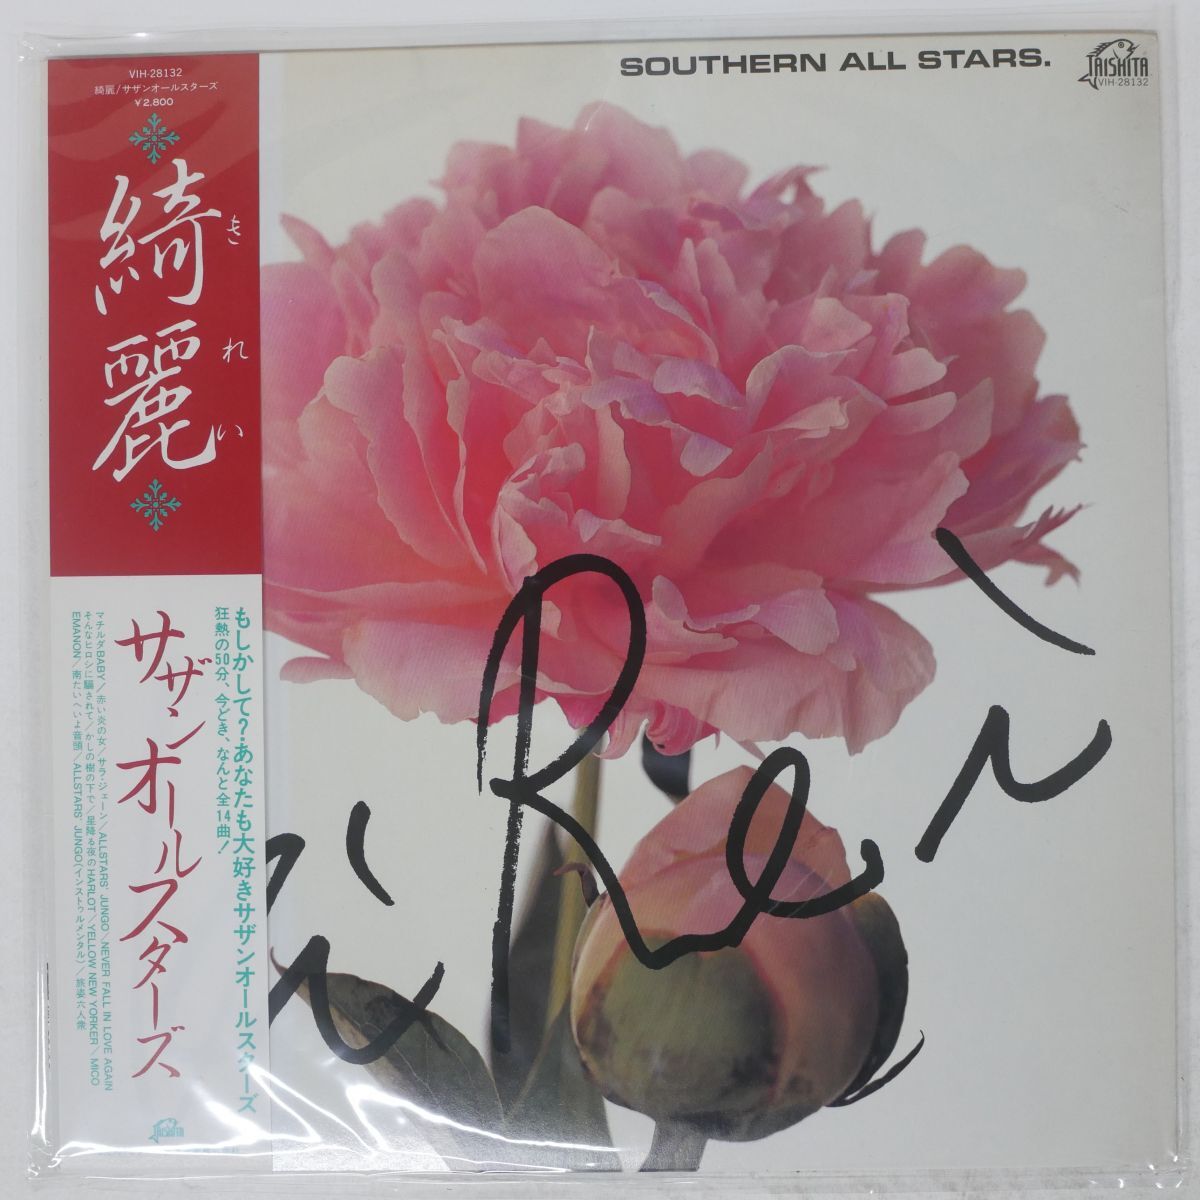 VIH-28132
綺麗/サザンオールスターズ
¥2,800
綺麗
きれい
サザンオールスターズ
もしかして?あなたも大好きサザンオールスターズ
狂熱の50分、今どき、なんと全14曲!
マチルダBABY/赤い炎の女/サラ・ジェーン/ALLSTARS' JUNGO/NEVER FALL IN LOVE AGAIN
そんなヒロシに騙されて/かしの樹の下で/星降る夜のHARLOT/YELLOW NEW YORKER/MICO
EMANON/南たいへいよ音頭/ALLSTARS' JUNGO(インストゥルメンタル)/旅姿六人衆
TAISHITA
SOUTHERN ALL STARS.
TAISHITA
VIH-28132
Rei